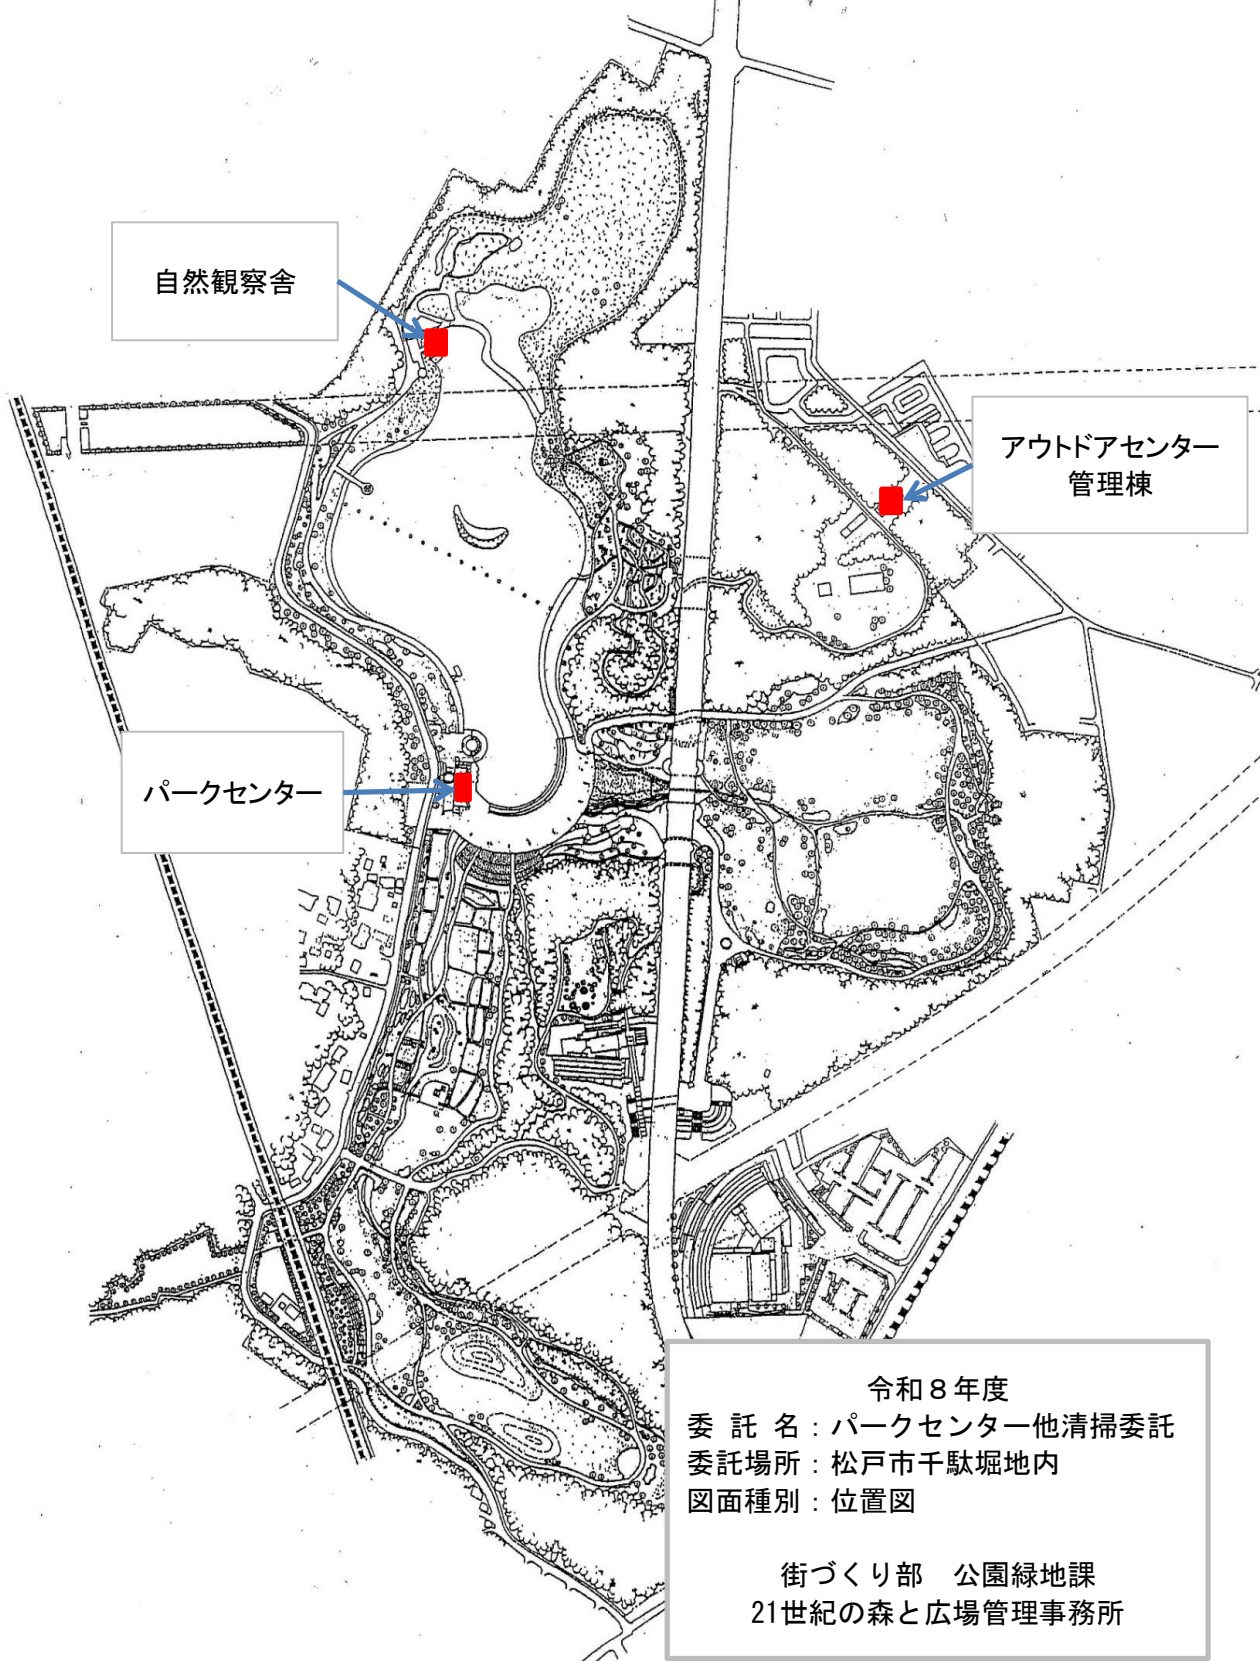 自然観察舎
アウトドアセンター
管理棟
パークセンター
令和８年度
委 託 名：パークセンター他清掃委託
委託場所：松戸市千駄堀地内
図面種別：位置図
街づくり部　公園緑地課
21世紀の森と広場管理事務所